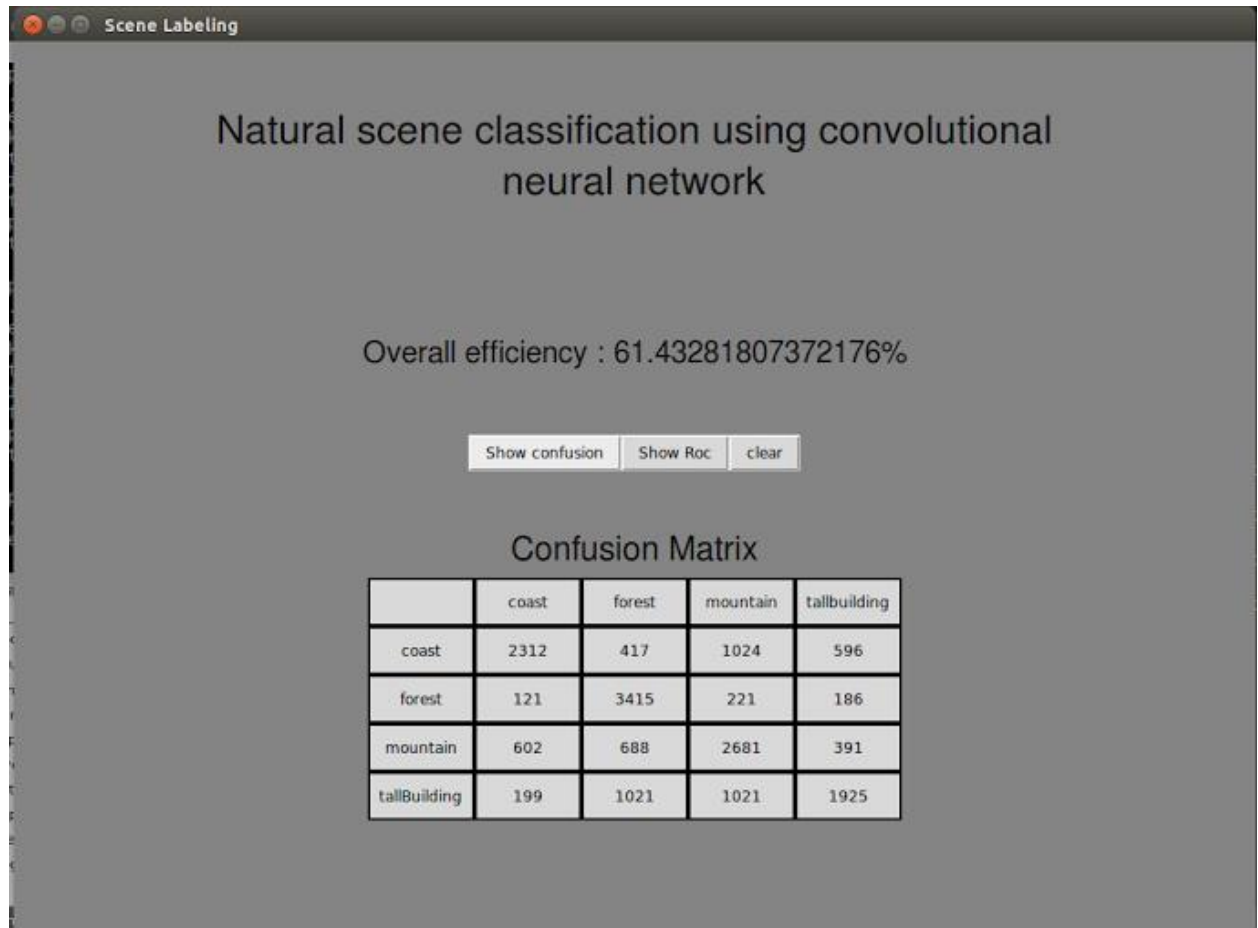 Scene Labeling
Natural scene classification using convolutional
neural network
Overall efficiency : 61.43281807372176%
Show confusion Show Roc clear
Confusion Matrix
coast forest mountain tallbuilding
coast 2312 417 1024 596
forest 121 3415 221 186
mountain 602 688 2681 391
tallBuilding 199 1021 1021 1925